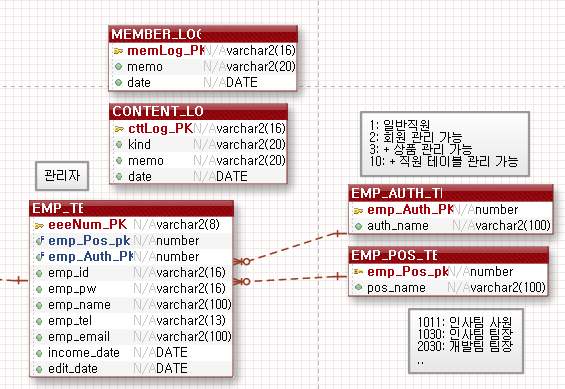 MEMBER_LOG
memLog_PK N/A varchar2(16)
memo N/A varchar2(20)
date N/A DATE
CONTENT_LO
cttLog_PK N/A varchar2(16)
kind N/A varchar2(20)
memo N/A varchar2(20)
date N/A DATE
1: 일반직원
2: 회원 관리 가능
3: + 상품 관리 가능
10: + 직원 테이블 관리 가능
관리자
EMP_TE
eeeNum_PK N/A varchar2(8)
emp_Pos_pk N/A number
emp_Auth_PK N/A number
emp_id N/A varchar2(16)
emp_pw N/A varchar2(16)
emp_name N/A varchar2(100)
emp_tel N/A varchar2(13)
emp_email N/A varchar2(100)
income_date N/A DATE
edit_date N/A DATE
EMP_AUTH_TE
emp_Auth_PK N/A number
auth_name N/A varchar2(100)
EMP_POS_TE
emp_Pos_pk N/A number
pos_name N/A varchar2(100)
1011: 인사팀 사원
1030: 인사팀 팀장
2030: 개발팀 팀장
..